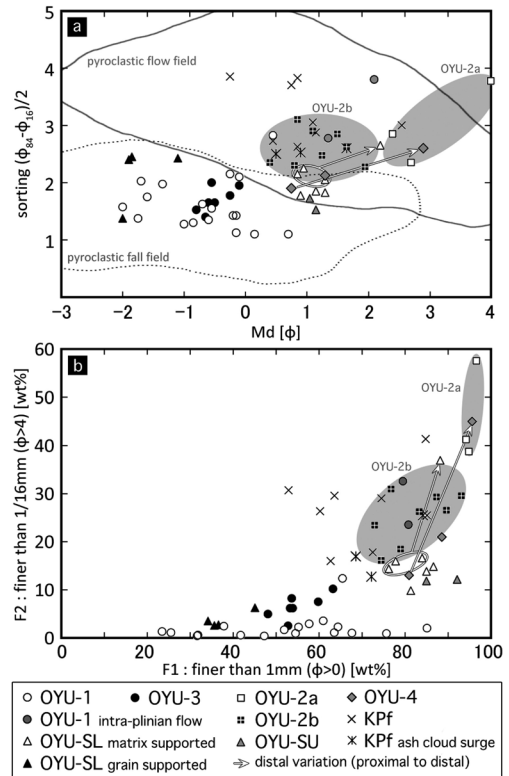 a
5
pyroclastic flow field
OYU-2a
4
OYU-2b
3
2
1
pyroclastic fall field
sorting (ϕ84-ϕ16)/2
−3 −2 −1 0 1 2 3 4
Md [ϕ]
b
60
OYU-2a
50
40
OYU-2b
30
20
10
0
F2 : finer than 1/16mm (ϕ>4) [wt%]
0 20 40 60 80 100
F1 : finer than 1mm (ϕ>0) [wt%]
OYU-1 OYU-3 OYU-2a OYU-4
OYU-1 intra-plinian flow OYU-2b KPf
OYU-SL matrix supported OYU-SU KPf ash cloud surge
OYU-SL grain supported distal variation (proximal to distal)